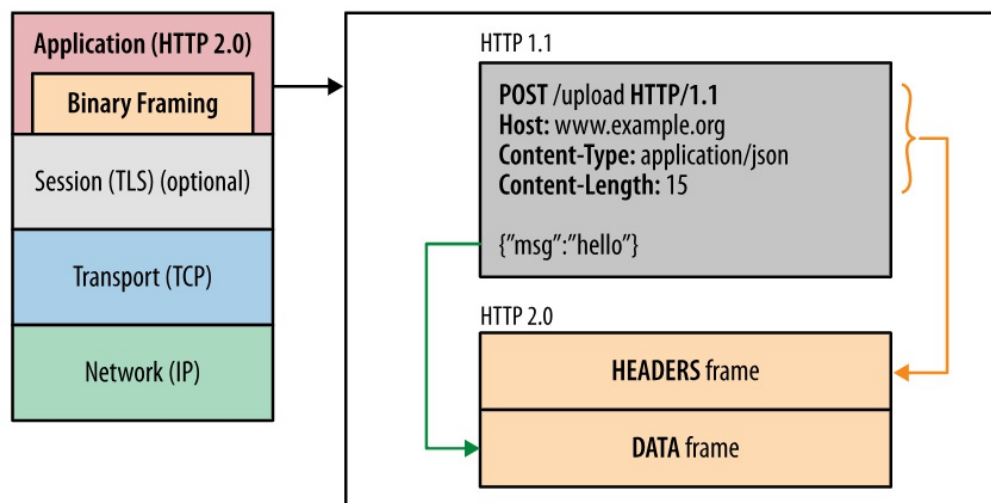 Application (HTTP 2.0)
Binary Framing
Session (TLS) (optional)
Transport (TCP)
Network (IP)
HTTP 1.1
POST /upload HTTP/1.1
Host: www.example.org
Content-Type: application/json
Content-Length: 15
{”msg”:”hello”}
HTTP 2.0
HEADERS frame
DATA frame